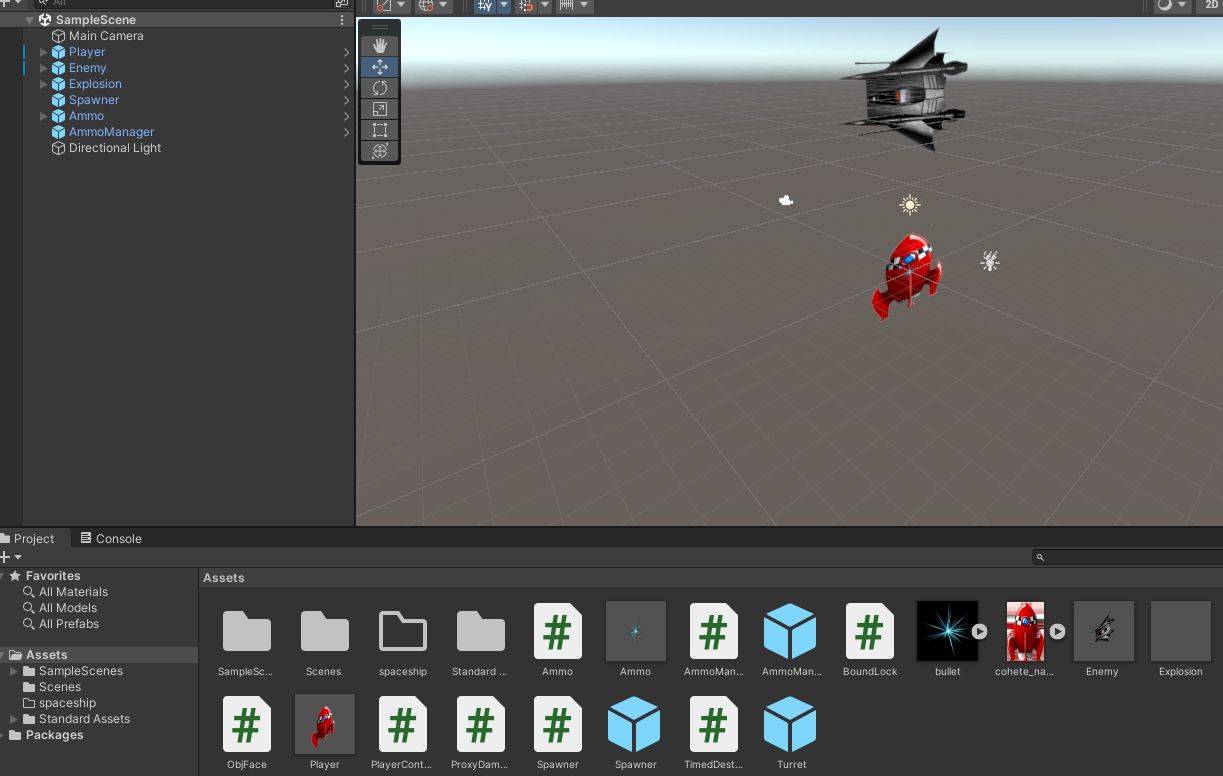 All
2D
SampleScene
Main Camera
Player
Enemy
Explosion
Spawner
Ammo
AmmoManager
Directional Light
Project
Console
Favorites
All Materials
All Models
All Prefabs
Assets
SampleScenes
Scenes
spaceship
Standard Assets
Packages
Assets
SampleSc...
Scenes
spaceship
Standard ...
Ammo
Ammo
AmmoMan...
AmmoMan...
BoundLock
bullet
cohete_na...
Enemy
Explosion
ObjFace
Player
PlayerCont...
ProxyDam...
Spawner
Spawner
TimedDest...
Turret